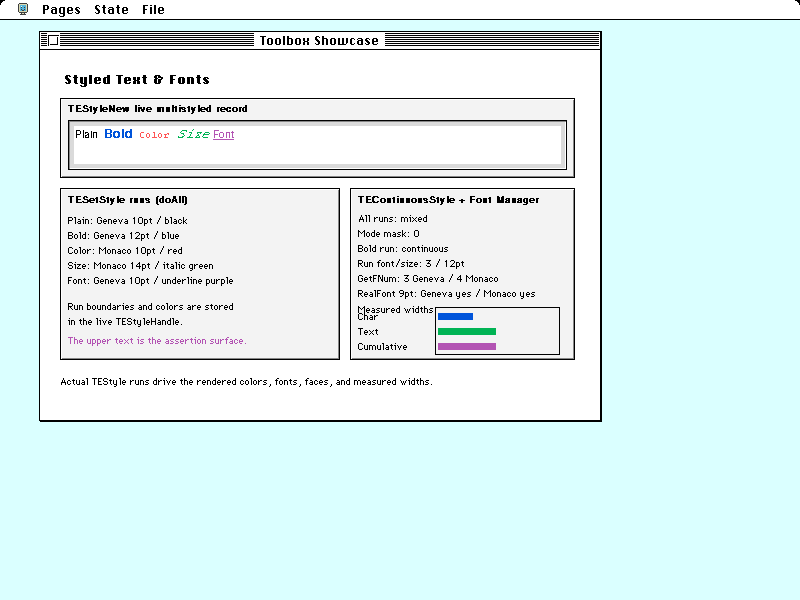 Pages State File
Toolbox Showcase
Styled Text & Fonts
TEStyleNew live multistyled record
Plain Bold Color Size Font
TESetStyle runs (doAll)
Plain: Geneva 10pt / black
Bold: Geneva 12pt / blue
Color: Monaco 10pt / red
Size: Monaco 14pt / italic green
Font: Geneva 10pt / underline purple
Run boundaries and colors are stored
in the live TEStyleHandle.
The upper text is the assertion surface.
TEContinuousStyle + Font Manager
All runs: mixed
Mode mask: 0
Bold run: continuous
Run font/size: 3 / 12pt
GetFNum: 3 Geneva / 4 Monaco
RealFont 9pt: Geneva yes / Monaco yes
Measured widths
Char
Text
Cumulative
Actual TEStyle runs drive the rendered colors, fonts, faces, and measured widths.